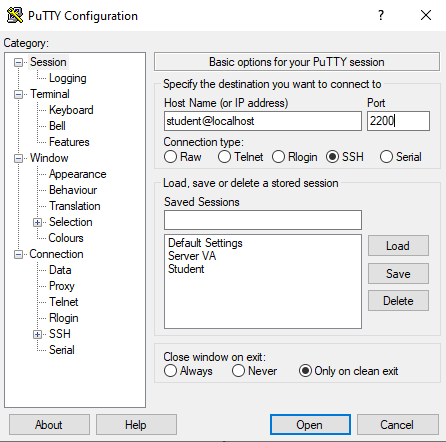 PuTTY Configuration
?
Category:
Session
Logging
Terminal
Keyboard
Bell
Features
Window
Appearance
Behaviour
Translation
Selection
Colours
Connection
Data
Proxy
Telnet
Rlogin
SSH
Serial
Basic options for your PuTTY session
Specify the destination you want to connect to
Host Name (or IP address) Port
student@localhost 2200
Connection type:
Raw Telnet Rlogin SSH Serial
Load, save or delete a stored session
Saved Sessions
Default Settings
Server VA
Student
Load
Save
Delete
Close window on exit:
Always Never Only on clean exit
About Help Open Cancel